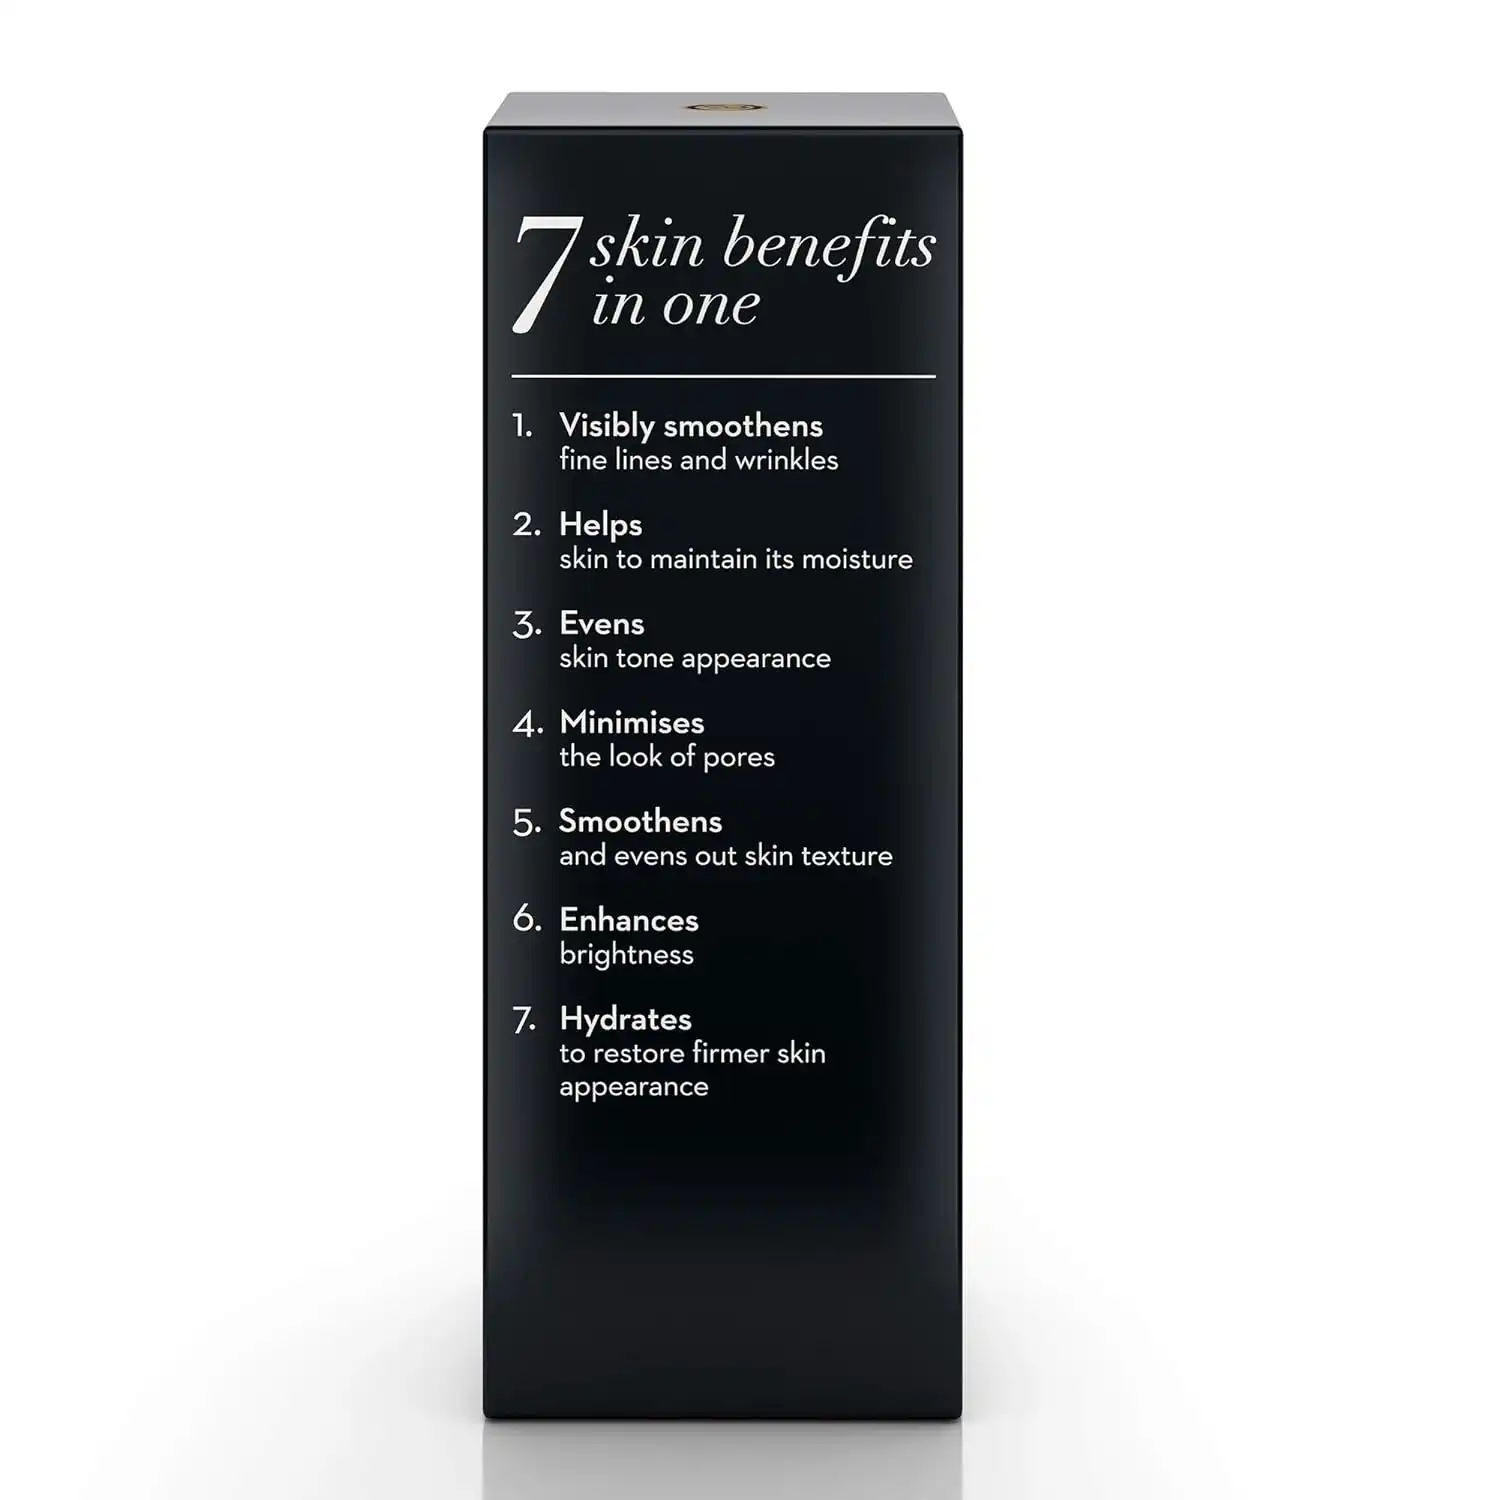 7 skin benefits
in one
1. Visibly smoothens
fine lines and wrinkles
2. Helps
skin to maintain its moisture
3. Evens
skin tone appearance
4. Minimises
the look of pores
5. Smoothens
and evens out skin texture
6. Enhances
brightness
7. Hydrates
to restore firmer skin
appearance